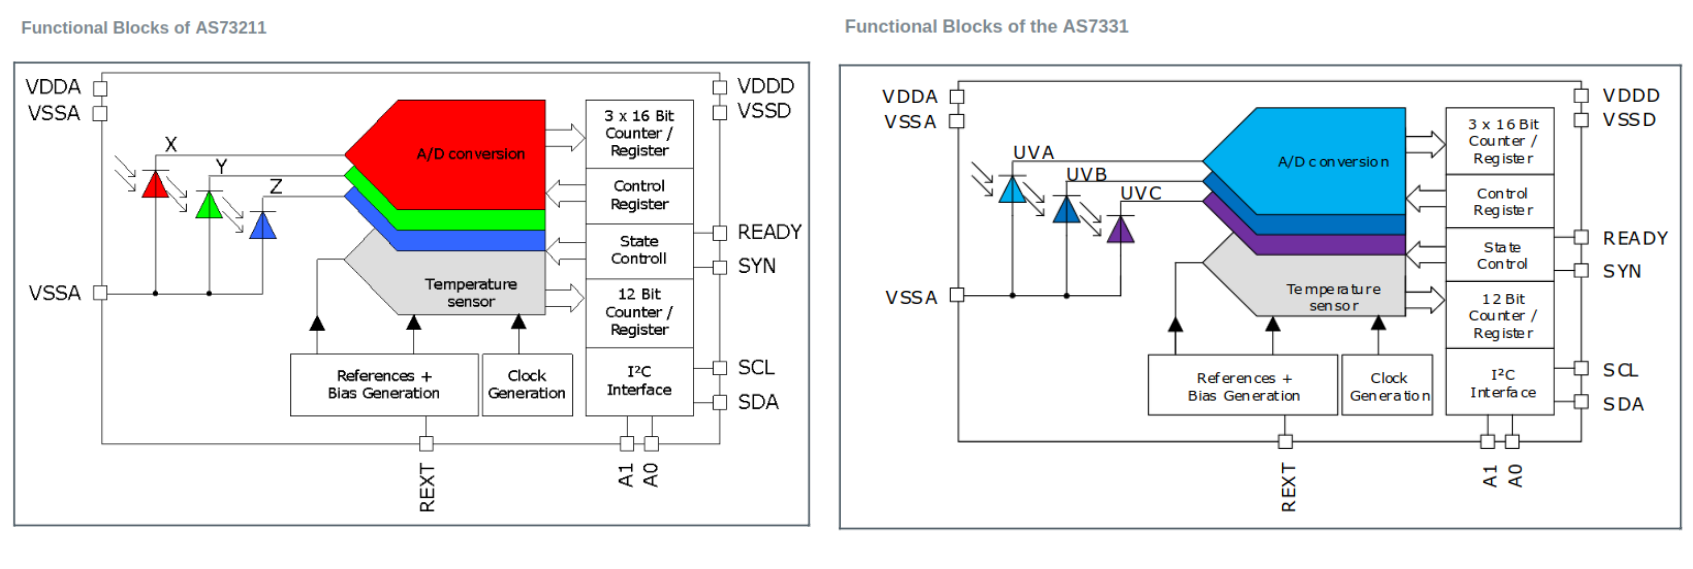 Functional Blocks of AS73211
VDDA
VSSA
VSSA
X
Y
Z
A/D conversion
Temperature
sensor
References +
Bias Generation
Clock
Generation
3 x 16 Bit
Counter /
Register
Control
Register
State
Controll
12 Bit
Counter /
Register
I²C
Interface
VDDD
VSSD
READY
SYN
SCL
SDA
REXT
A1
A0
Functional Blocks of the AS7331
VDDA
VSSA
VSSA
UVA
UVB
UVC
A/D conversion
Temperature
sensor
References +
Bias Generation
Clock
Generation
3 x 16 Bit
Counter /
Register
Control
Register
State
Control
12 Bit
Counter /
Register
I²C
Interface
VDDD
VSSD
READY
SYN
SCL
SDA
REXT
A1
A0